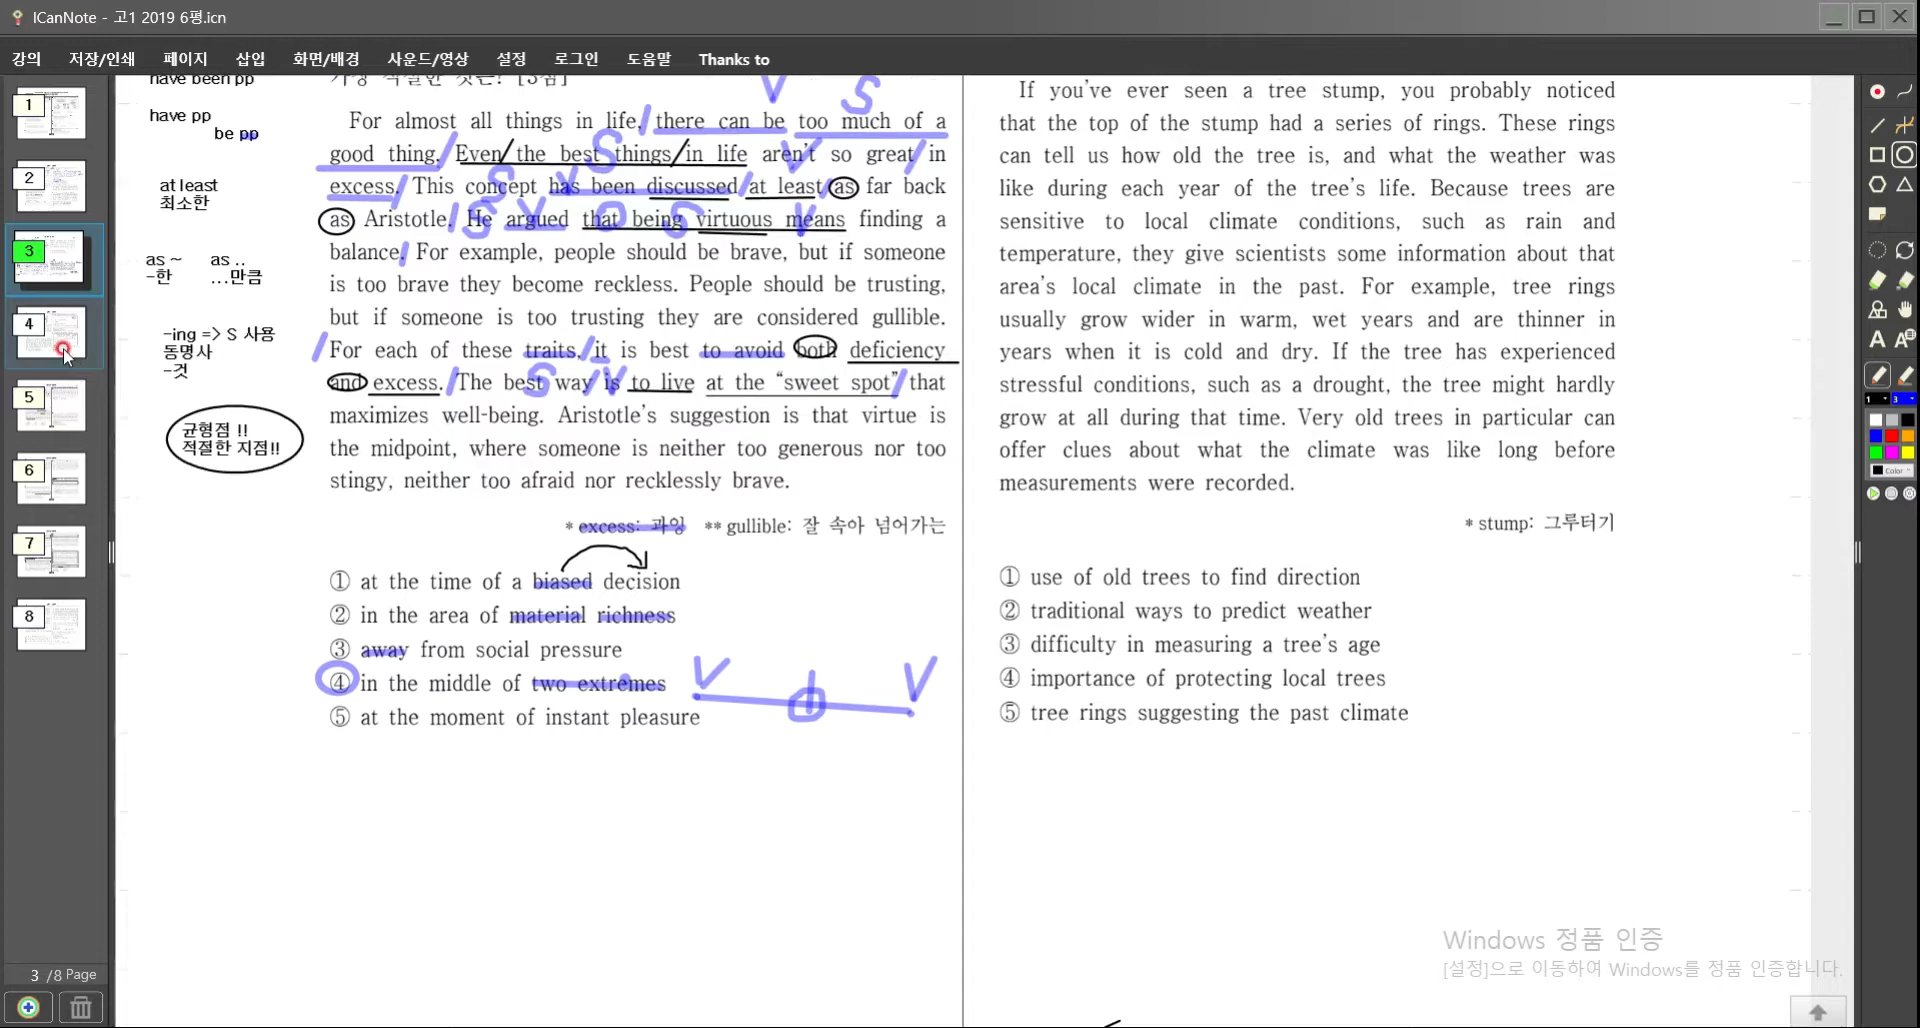 ICanNote - 고1 2019 6평.icn
강의 저장/인쇄 페이지 삽입 화면/배경 사운드/영상 설정 로그인 도움말 Thanks to
1
2
3
4
5
6
7
8
3 /8 Page
have been pp
have pp
be pp
at least
최소한
as ~ as ..
-한 ...만큼
-ing => S 사용
동명사
-것
균형점 !!
적절한 지점!!
가장 적절한 것은? [3점]
V S
For almost all things in life, there can be too much of a
good thing. Even the best things in life aren't so great in
excess. This concept has been discussed at least as far back
as Aristotle. He argued that being virtuous means finding a
balance. For example, people should be brave, but if someone
is too brave they become reckless. People should be trusting,
but if someone is too trusting they are considered gullible.
For each of these traits, it is best to avoid both deficiency
and excess. The best way is to live at the “sweet spot” that
maximizes well-being. Aristotle's suggestion is that virtue is
the midpoint, where someone is neither too generous nor too
stingy, neither too afraid nor recklessly brave.
* excess: 과잉 ** gullible: 잘 속아 넘어가는
① at the time of a biased decision
② in the area of material richness
③ away from social pressure
④ in the middle of two extremes
⑤ at the moment of instant pleasure
V V
If you've ever seen a tree stump, you probably noticed
that the top of the stump had a series of rings. These rings
can tell us how old the tree is, and what the weather was
like during each year of the tree's life. Because trees are
sensitive to local climate conditions, such as rain and
temperature, they give scientists some information about that
area's local climate in the past. For example, tree rings
usually grow wider in warm, wet years and are thinner in
years when it is cold and dry. If the tree has experienced
stressful conditions, such as a drought, the tree might hardly
grow at all during that time. Very old trees in particular can
offer clues about what the climate was like long before
measurements were recorded.
* stump: 그루터기
① use of old trees to find direction
② traditional ways to predict weather
③ difficulty in measuring a tree's age
④ importance of protecting local trees
⑤ tree rings suggesting the past climate
Windows 정품 인증
[설정]으로 이동하여 Windows를 정품 인증합니다.
A A
1 3
Color